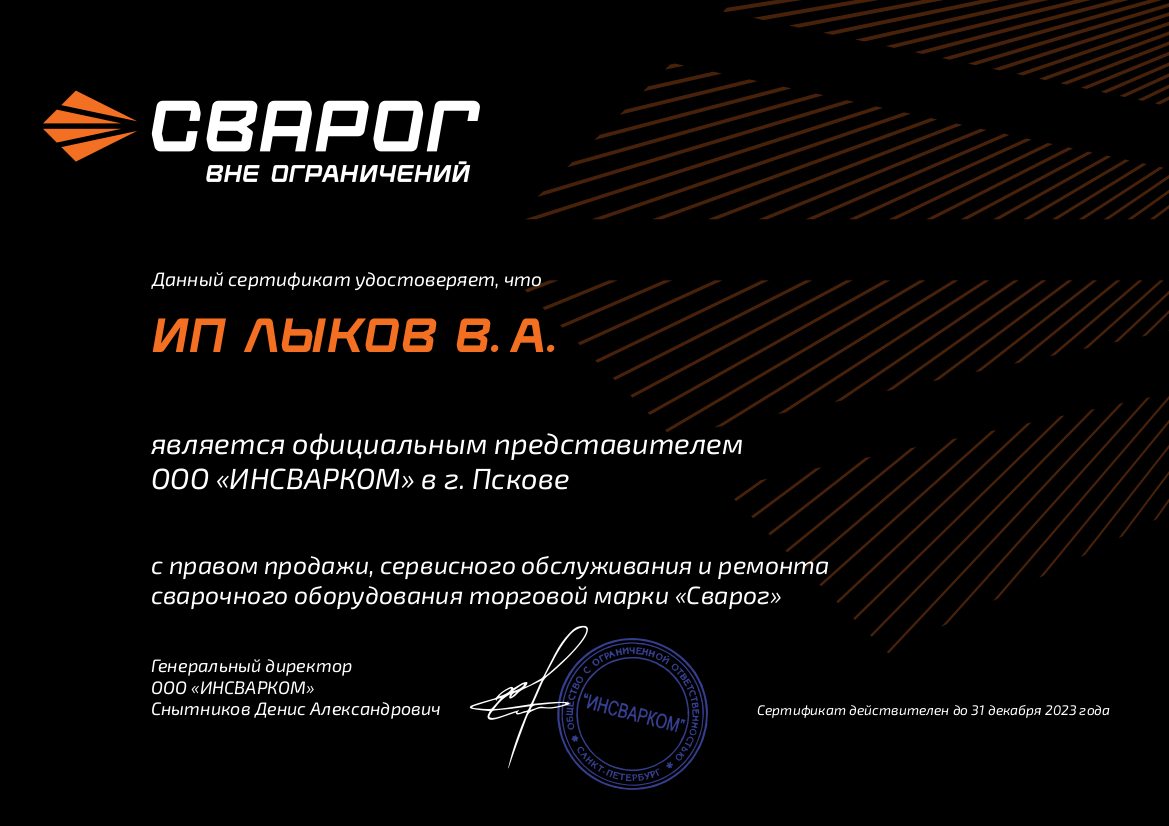 СВАРОГ
ВНЕ ОГРАНИЧЕНИЙ
Данный сертификат удостоверяет, что
ИП ЛЫКОВ В. А.
является официальным представителем
ООО «ИНСВАРКОМ» в г. Пскове
с правом продажи, сервисного обслуживания и ремонта
сварочного оборудования торговой марки «Сварог»
Генеральный директор
ООО «ИНСВАРКОМ»
Снытников Денис Александрович
ОБЩЕСТВО С ОГРАНИЧЕННОЙ ОТВЕТСТВЕННОСТЬЮ
"ИНСВАРКОМ"
* САНКТ-ПЕТЕРБУРГ *
Сертификат действителен до 31 декабря 2023 года